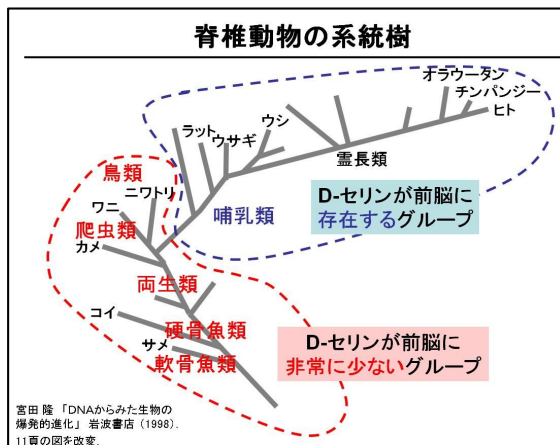 脊椎動物の系統樹
オラウータン
チンパンジー
ヒト
ラット
ウサギ
ウシ
霊長類
鳥類
ニワトリ
ワニ
爬虫類
カメ
哺乳類
D-セリンが前脳に
存在するグループ
両生類
コイ
硬骨魚類
サメ
軟骨魚類
D-セリンが前脳に
非常に少ないグループ
宮田 隆 「DNAからみた生物の
爆発的進化」 岩波書店 (1998).
11頁の図を改変.